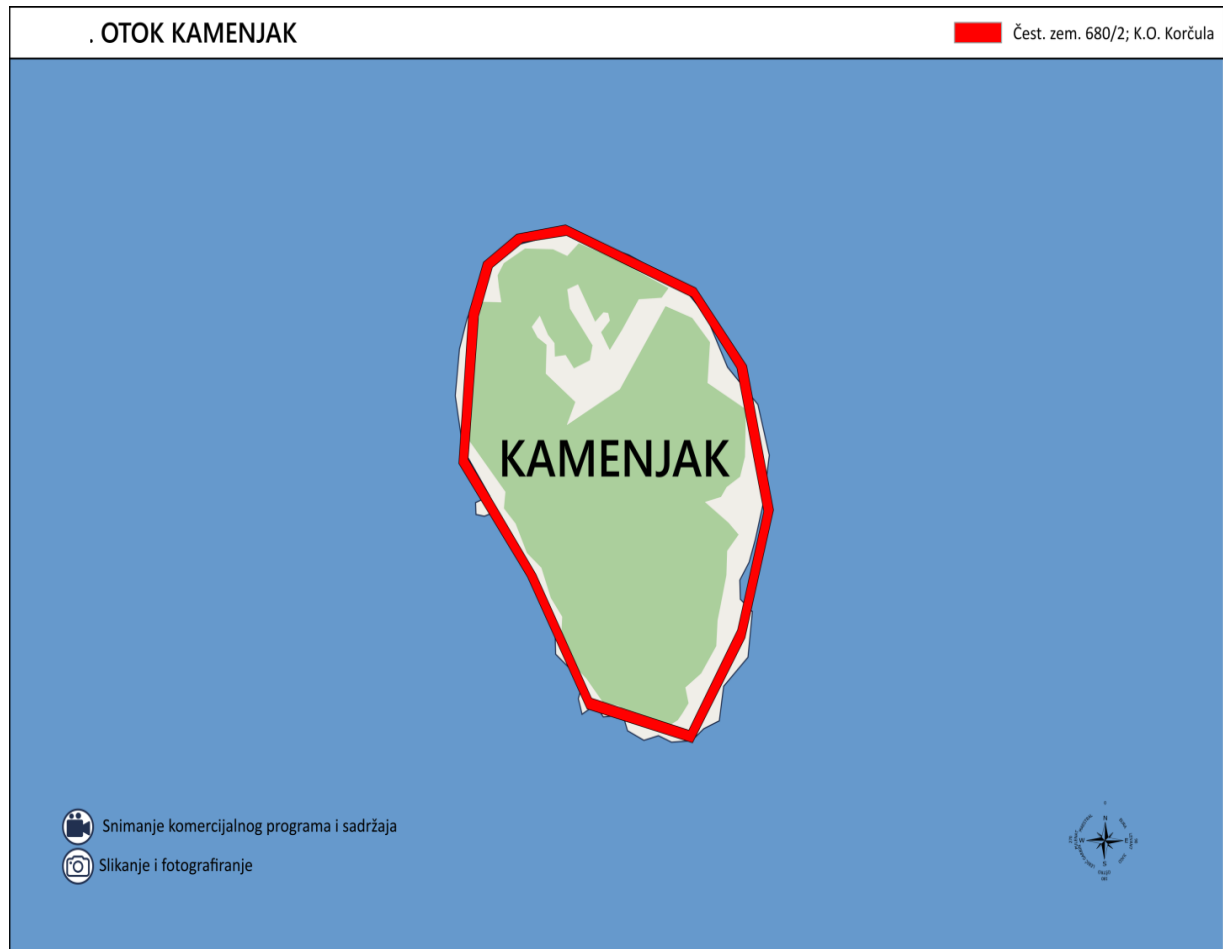 . OTOK KAMENJAK
Čest. zem. 680/2; K.O. Korčula
KAMENJAK
Snimanje komercijalnog programa i sadržaja
Slikanje i fotografiranje
N
W
E
S